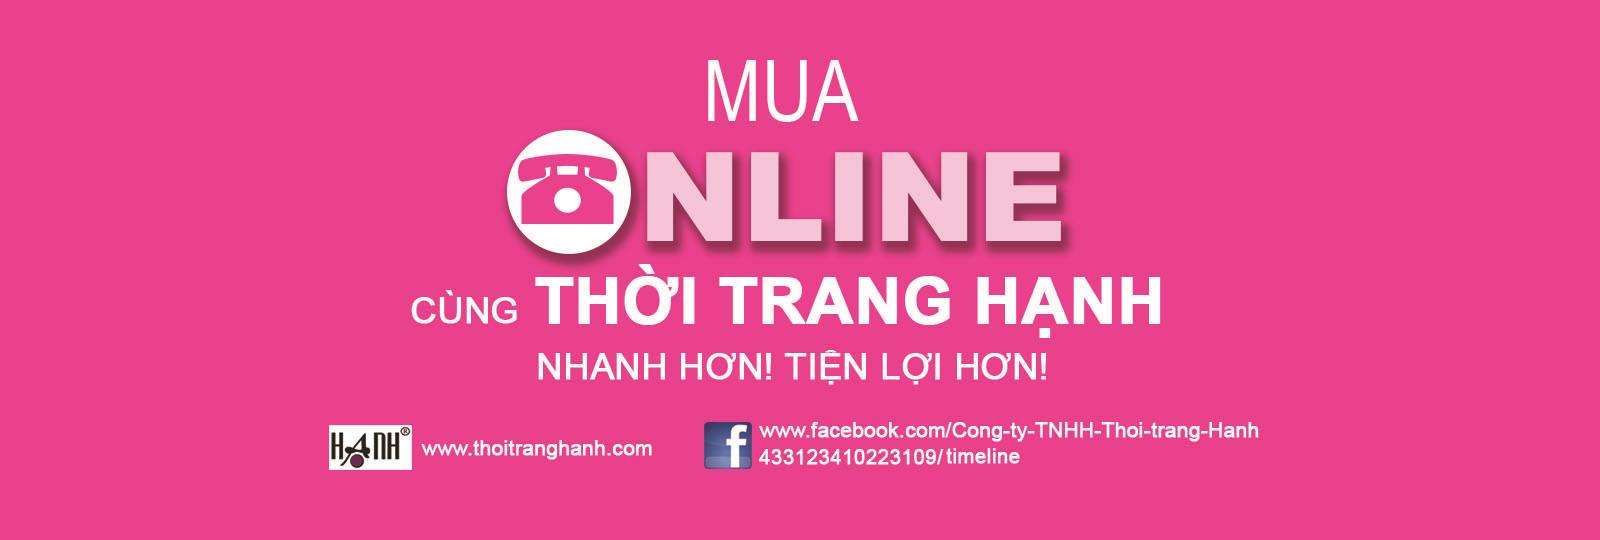 MUA
ONLINE
CÙNG THỜI TRANG HẠNH
NHANH HƠN! TIỆN LỢI HƠN!
HẠNH® www.thoitranghanh.com
f www.facebook.com/Cong-ty-TNHH-Thoi-trang-Hanh
433123410223109/timeline